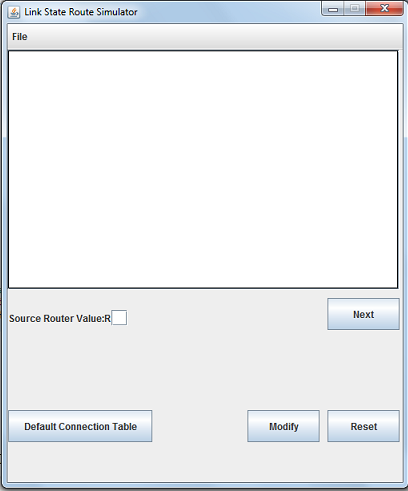 Link State Route Simulator
File
Source Router Value:R
Next
Default Connection Table
Modify
Reset